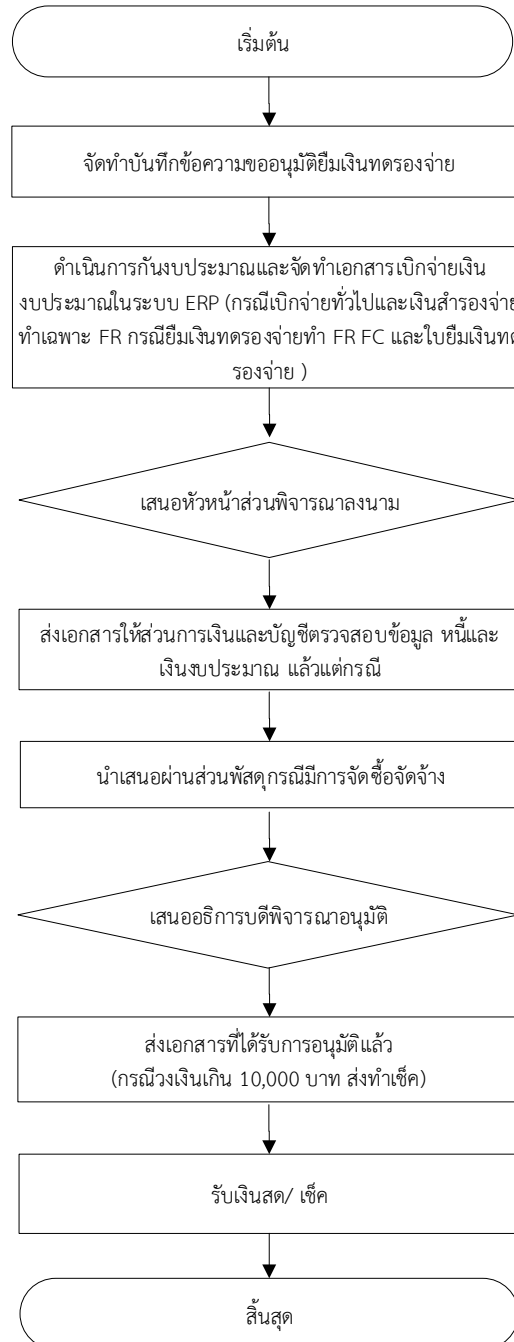 เริ่มต้น
จัดทำบันทึกข้อความขออนุมัติยืมเงินทดรองจ่าย
ดำเนินการกันงบประมาณและจัดทำเอกสารเบิกจ่ายเงิน
งบประมาณในระบบ ERP (กรณีเบิกจ่ายทั่วไปและเงินสำรองจ่าย
ทำเฉพาะ FR กรณียืมเงินทดรองจ่ายทำ FR FC และใบยืมเงินทด
รองจ่าย )
เสนอหัวหน้าส่วนพิจารณาลงนาม
ส่งเอกสารให้ส่วนการเงินและบัญชีตรวจสอบข้อมูล หนี้และ
เงินงบประมาณ แล้วแต่กรณี
นำเสนอผ่านส่วนพัสดุกรณีมีการจัดซื้อจัดจ้าง
เสนออธิการบดีพิจารณาอนุมัติ
ส่งเอกสารที่ได้รับการอนุมัติแล้ว
(กรณีวงเงินเกิน 10,000 บาท ส่งทำเช็ค)
รับเงินสด/ เช็ค
สิ้นสุด